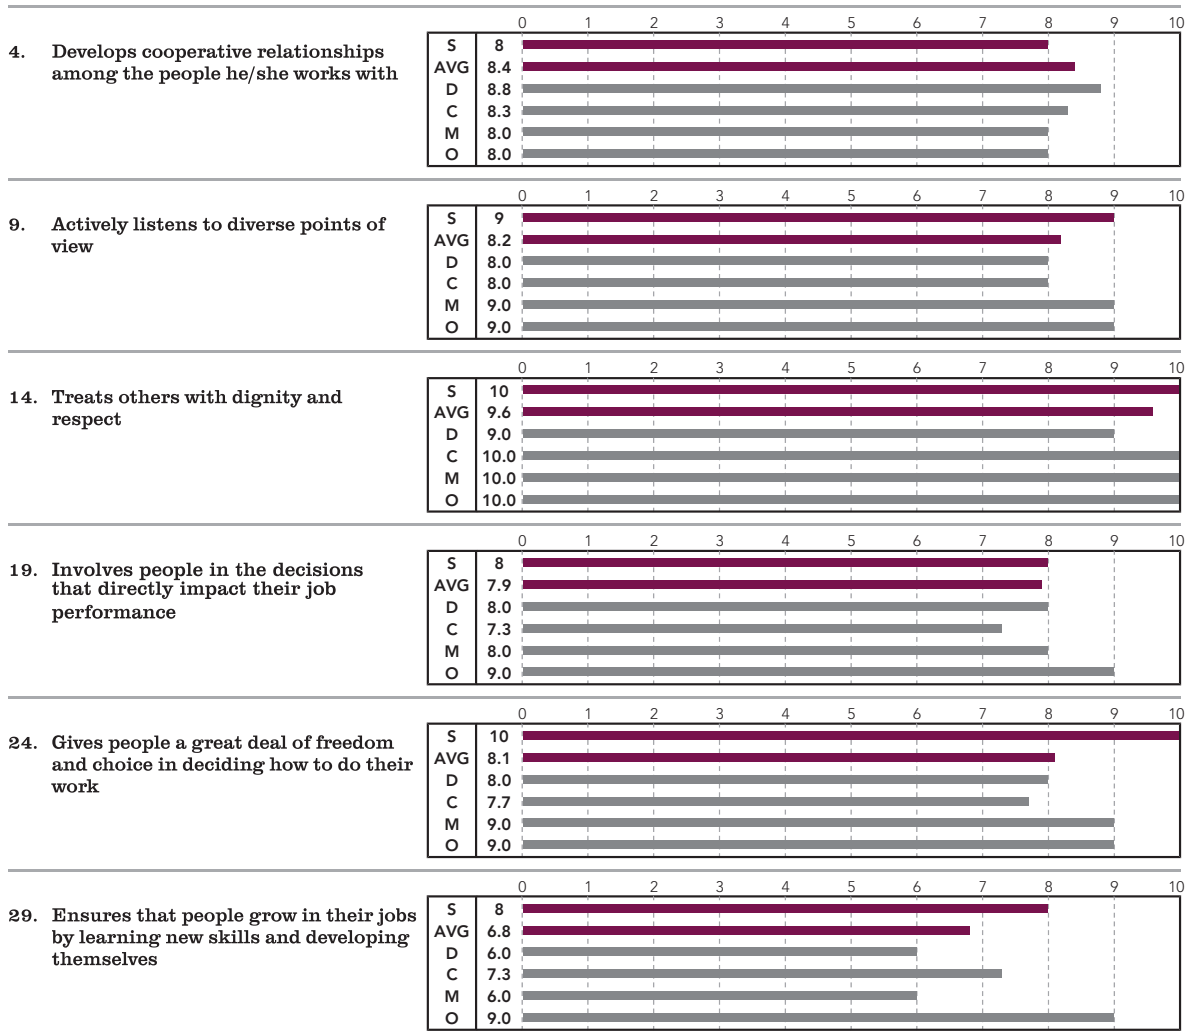 0 1 2 3 4 5 6 7 8 9 10
4. Develops cooperative relationships
among the people he/she works with
S 8
AVG 8.4
D 8.8
C 8.3
M 8.0
O 8.0
0 1 2 3 4 5 6 7 8 9 10
9. Actively listens to diverse points of
view
S 9
AVG 8.2
D 8.0
C 8.0
M 9.0
O 9.0
0 1 2 3 4 5 6 7 8 9 10
14. Treats others with dignity and
respect
S 10
AVG 9.6
D 9.0
C 10.0
M 10.0
O 10.0
0 1 2 3 4 5 6 7 8 9 10
19. Involves people in the decisions
that directly impact their job
performance
S 8
AVG 7.9
D 8.0
C 7.3
M 8.0
O 9.0
0 1 2 3 4 5 6 7 8 9 10
24. Gives people a great deal of freedom
and choice in deciding how to do their
work
S 10
AVG 8.1
D 8.0
C 7.7
M 9.0
O 9.0
0 1 2 3 4 5 6 7 8 9 10
29. Ensures that people grow in their jobs
by learning new skills and developing
themselves
S 8
AVG 6.8
D 6.0
C 7.3
M 6.0
O 9.0